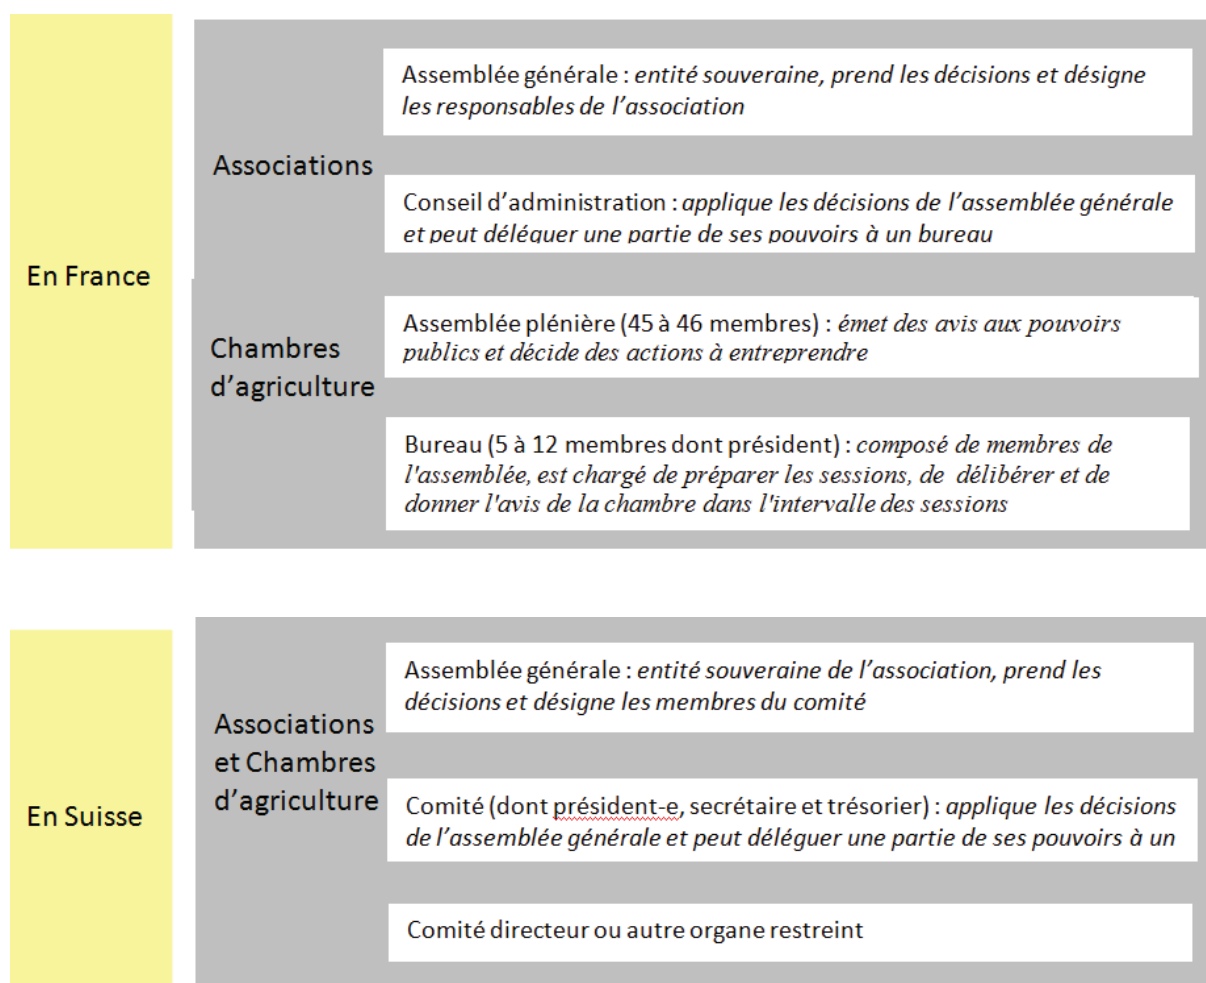 En France
Associations
Assemblée générale : entité souveraine, prend les décisions et désigne
les responsables de l’association
Conseil d’administration : applique les décisions de l’assemblée générale
et peut déléguer une partie de ses pouvoirs à un bureau
Chambres
d’agriculture
Assemblée plénière (45 à 46 membres) : émet des avis aux pouvoirs
publics et décide des actions à entreprendre
Bureau (5 à 12 membres dont président) : composé de membres de
l'assemblée, est chargé de préparer les sessions, de délibérer et de
donner l'avis de la chambre dans l'intervalle des sessions
En Suisse
Associations
et Chambres
d’agriculture
Assemblée générale : entité souveraine de l’association, prend les
décisions et désigne les membres du comité
Comité (dont président-e, secrétaire et trésorier) : applique les décisions
de l’assemblée générale et peut déléguer une partie de ses pouvoirs à un
Comité directeur ou autre organe restreint